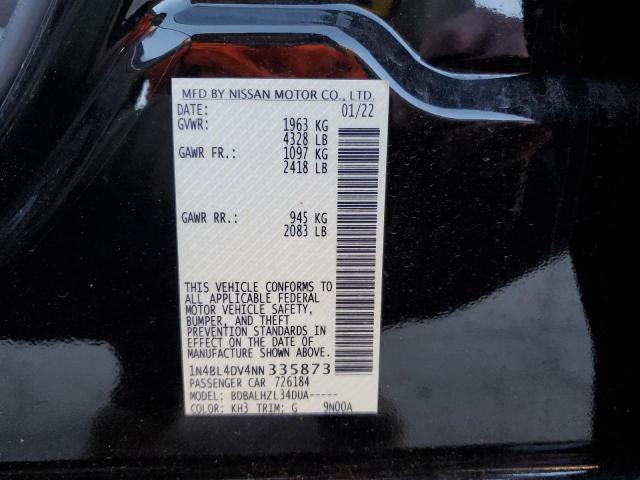 MFD BY NISSAN MOTOR CO., LTD.
DATE: 01/22
GVWR: 1963 KG
4328 LB
GAWR FR.: 1097 KG
2418 LB
GAWR RR.: 945 KG
2083 LB
THIS VEHICLE CONFORMS TO
ALL APPLICABLE FEDERAL
MOTOR VEHICLE SAFETY,
BUMPER, AND THEFT
PREVENTION STANDARDS IN
EFFECT ON THE DATE OF
MANUFACTURE SHOWN ABOVE.
1N4BL4DV4NN335873
PASSENGER CAR 726184
MODEL: BDBALHZL34DUA-----
COLOR: KH3 TRIM: G 9N00A